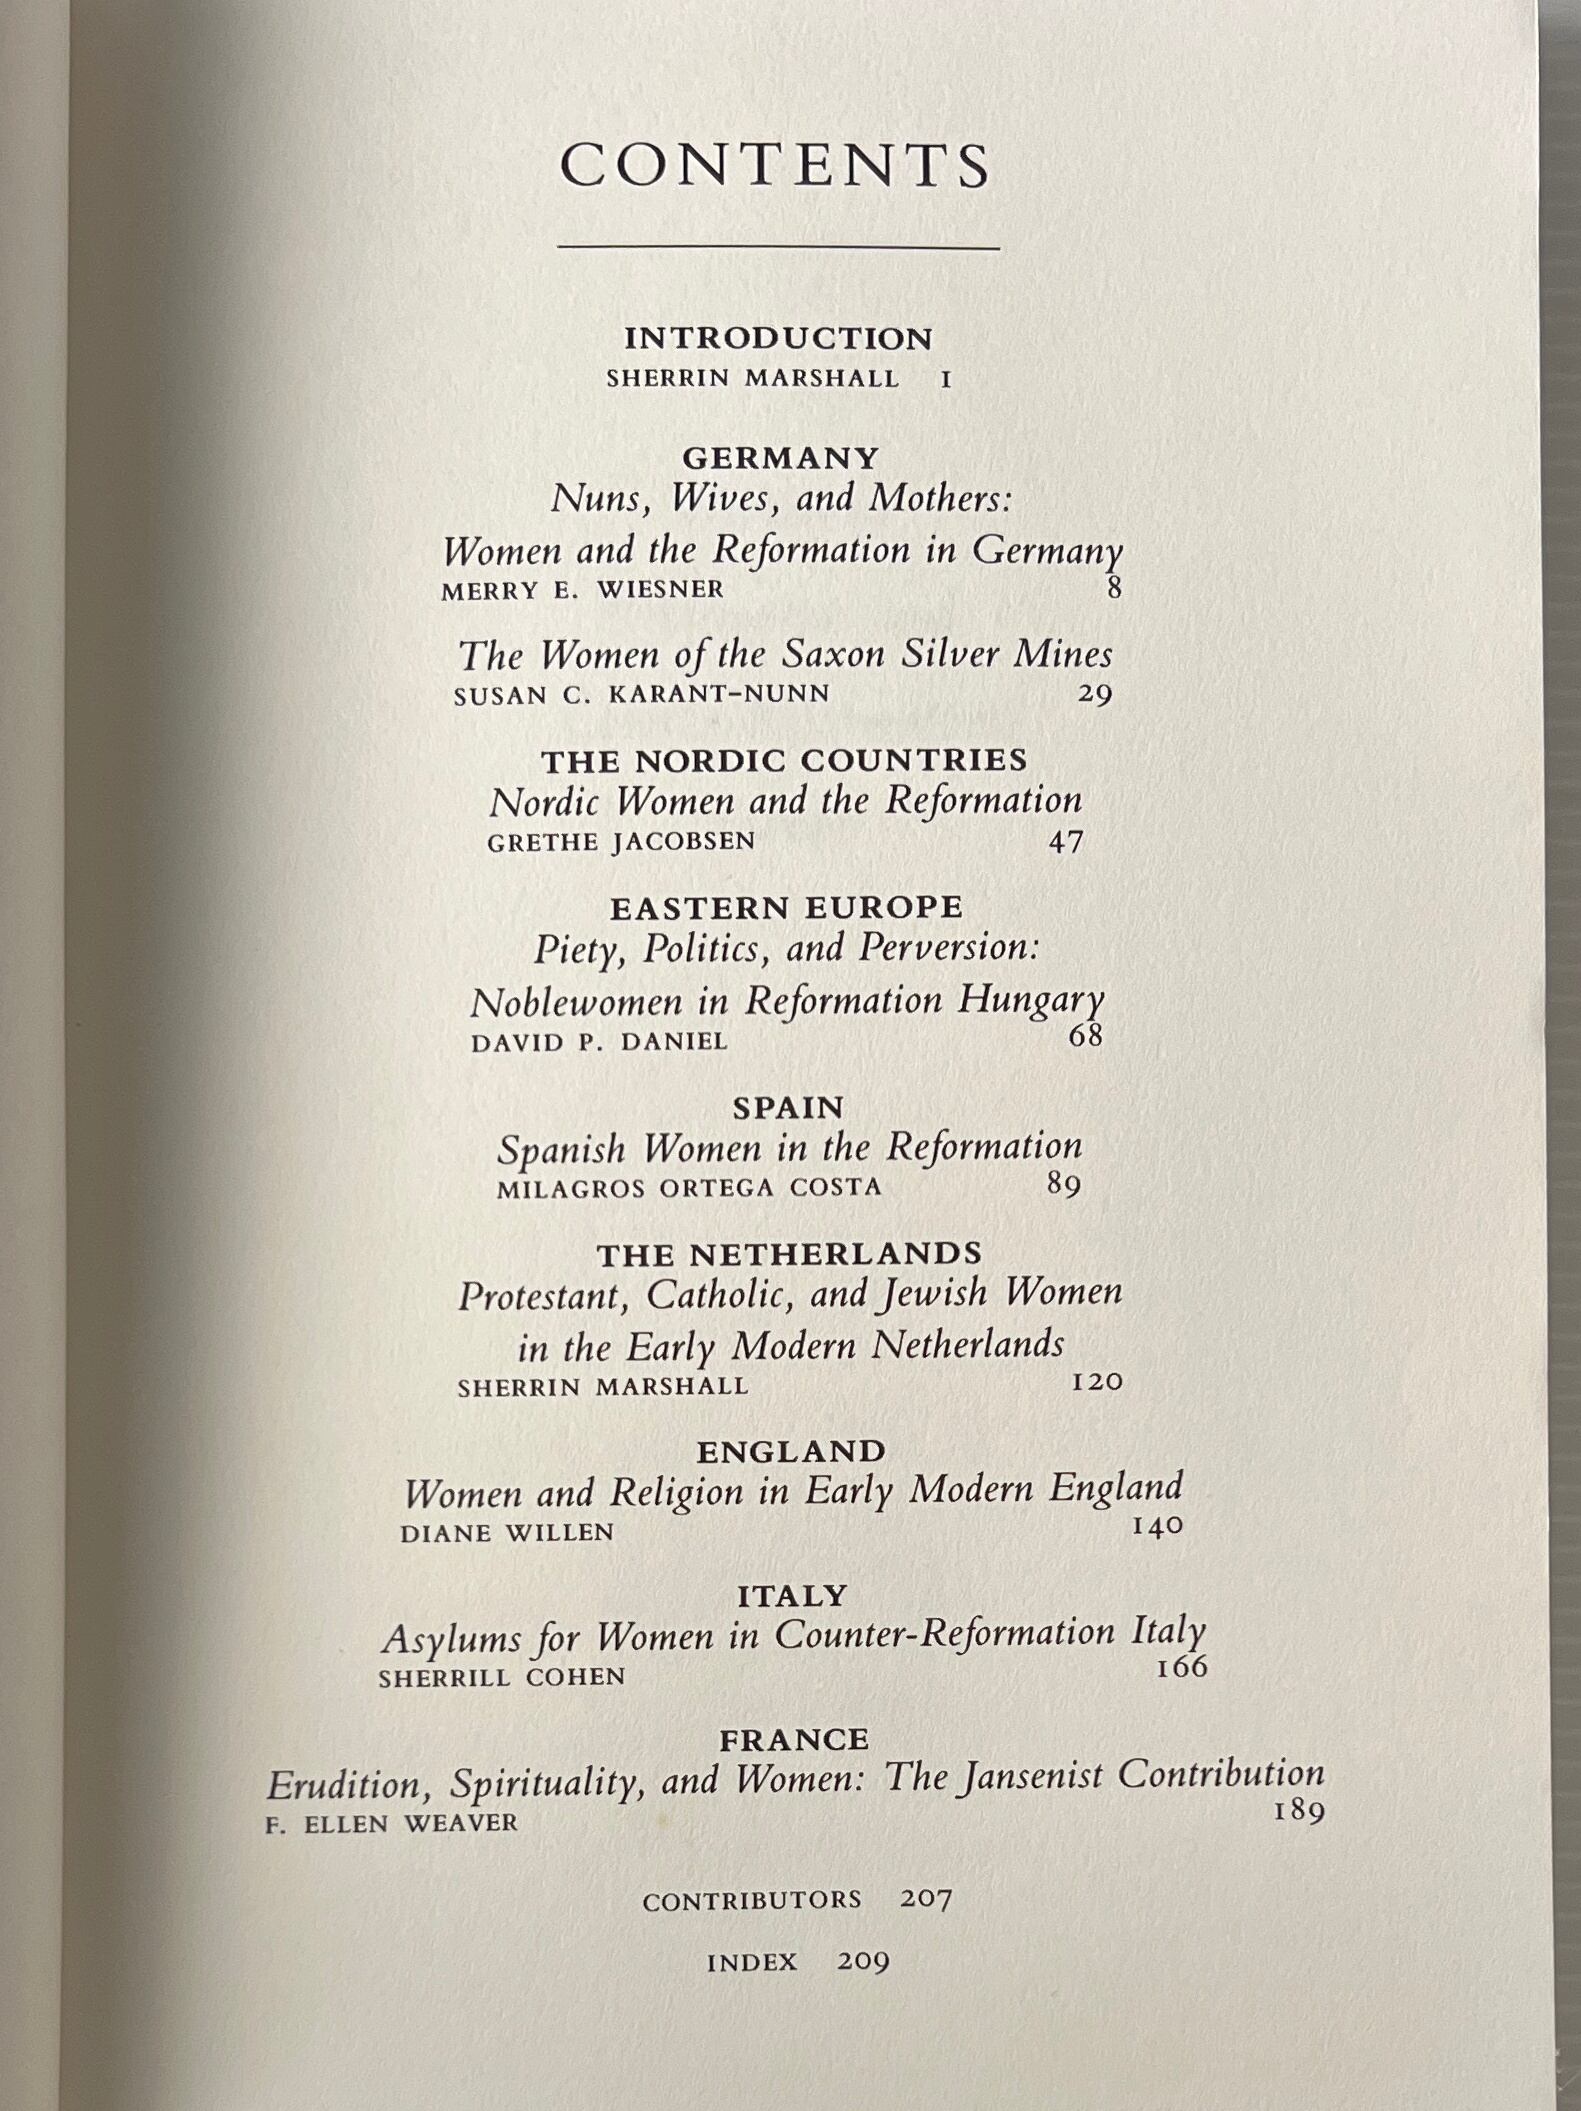 CONTENTS
INTRODUCTION
SHERRIN MARSHALL 1
GERMANY
Nuns, Wives, and Mothers:
Women and the Reformation in Germany
MERRY E. WIESNER 8
The Women of the Saxon Silver Mines
SUSAN C. KARANT-NUNN 29
THE NORDIC COUNTRIES
Nordic Women and the Reformation
GRETHE JACOBSEN 47
EASTERN EUROPE
Piety, Politics, and Perversion:
Noblewomen in Reformation Hungary
DAVID P. DANIEL 68
SPAIN
Spanish Women in the Reformation
MILAGROS ORTEGA COSTA 89
THE NETHERLANDS
Protestant, Catholic, and Jewish Women
in the Early Modern Netherlands
SHERRIN MARSHALL 120
ENGLAND
Women and Religion in Early Modern England
DIANE WILLEN 140
ITALY
Asylums for Women in Counter-Reformation Italy
SHERRILL COHEN 166
FRANCE
Erudition, Spirituality, and Women: The Jansenist Contribution
F. ELLEN WEAVER 189
CONTRIBUTORS 207
INDEX 209